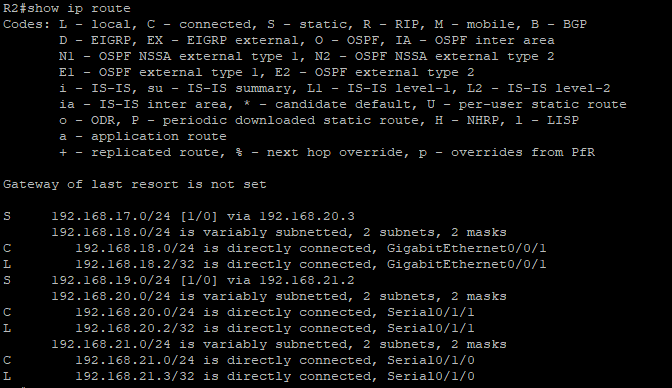 R2#show ip route
Codes: L - local, C - connected, S - static, R - RIP, M - mobile, B - BGP
       D - EIGRP, EX - EIGRP external, O - OSPF, IA - OSPF inter area
       N1 - OSPF NSSA external type 1, N2 - OSPF NSSA external type 2
       E1 - OSPF external type 1, E2 - OSPF external type 2
       i - IS-IS, su - IS-IS summary, L1 - IS-IS level-1, L2 - IS-IS level-2
       ia - IS-IS inter area, * - candidate default, U - per-user static route
       o - ODR, P - periodic downloaded static route, H - NHRP, l - LISP
       a - application route
       + - replicated route, % - next hop override, p - overrides from PfR
Gateway of last resort is not set
S     192.168.17.0/24 [1/0] via 192.168.20.3
      192.168.18.0/24 is variably subnetted, 2 subnets, 2 masks
C        192.168.18.0/24 is directly connected, GigabitEthernet0/0/1
L        192.168.18.2/32 is directly connected, GigabitEthernet0/0/1
S     192.168.19.0/24 [1/0] via 192.168.21.2
      192.168.20.0/24 is variably subnetted, 2 subnets, 2 masks
C        192.168.20.0/24 is directly connected, Serial0/1/1
L        192.168.20.2/32 is directly connected, Serial0/1/1
      192.168.21.0/24 is variably subnetted, 2 subnets, 2 masks
C        192.168.21.0/24 is directly connected, Serial0/1/0
L        192.168.21.3/32 is directly connected, Serial0/1/0